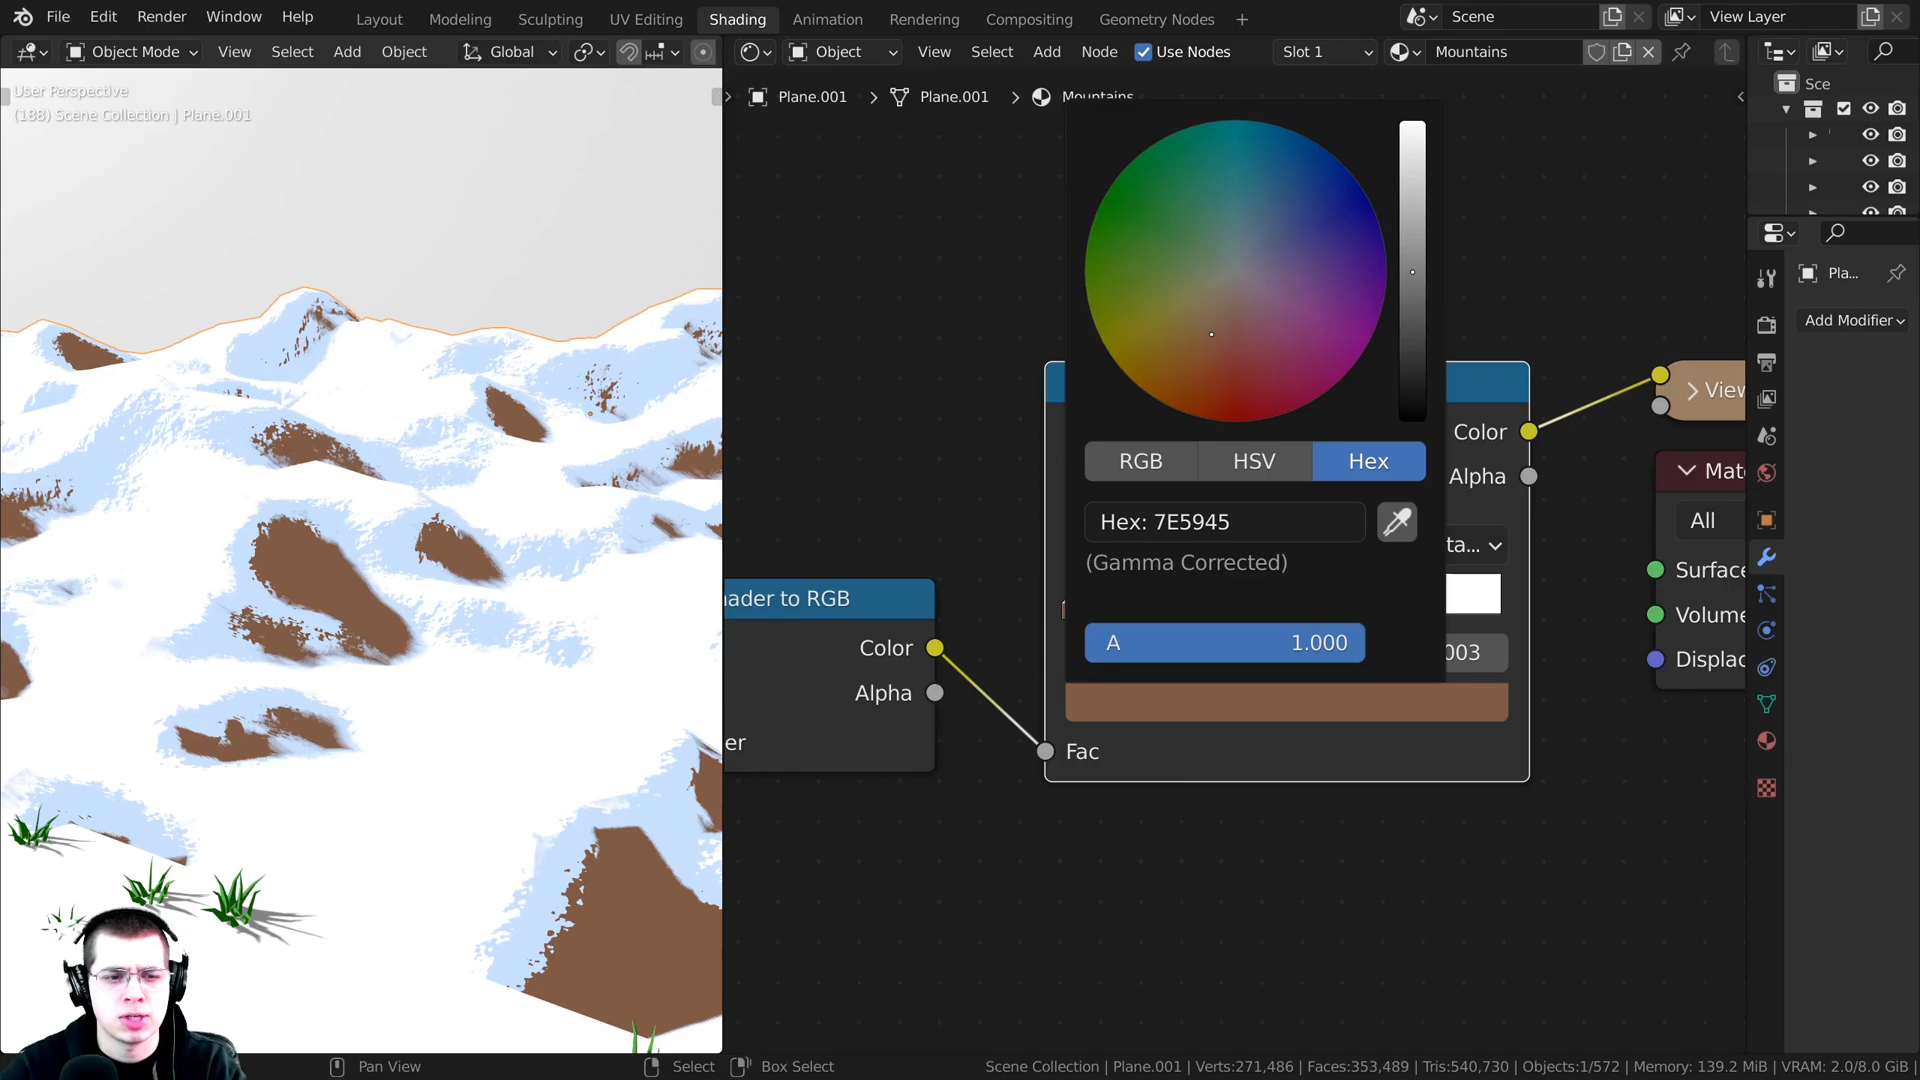 File Edit Render Window Help
Layout Modeling Sculpting UV Editing Shading Animation Rendering Compositing Geometry Nodes +
Scene
View Layer
Object Mode View Select Add Object Global
Object View Select Add Node Use Nodes Slot 1 Mountains
User Perspective
(188) Scene Collection | Plane.001
Plane.001 > Plane.001 > Mountains
Sce
Pla...
Add Modifier
RGB HSV Hex
Hex: 7E5945
(Gamma Corrected)
A 1.000
Color
Alpha
ta...
003
Fac
ader to RGB
Color
Alpha
er
View
Mate
All
Surface
Volume
Displac
Pan View Select Box Select
Scene Collection | Plane.001 | Verts:271,486 | Faces:353,489 | Tris:540,730 | Objects:1/572 | Memory: 139.2 MiB | VRAM: 2.0/8.0 GiB |